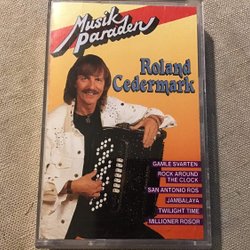 Musik
paraden
Roland
Cedermark
GAMLE SVARTEN
ROCK AROUND
THE CLOCK
SAN ANTONIO ROS
JAMBALAYA
TWILIGHT TIME
MILLIONER ROSOR